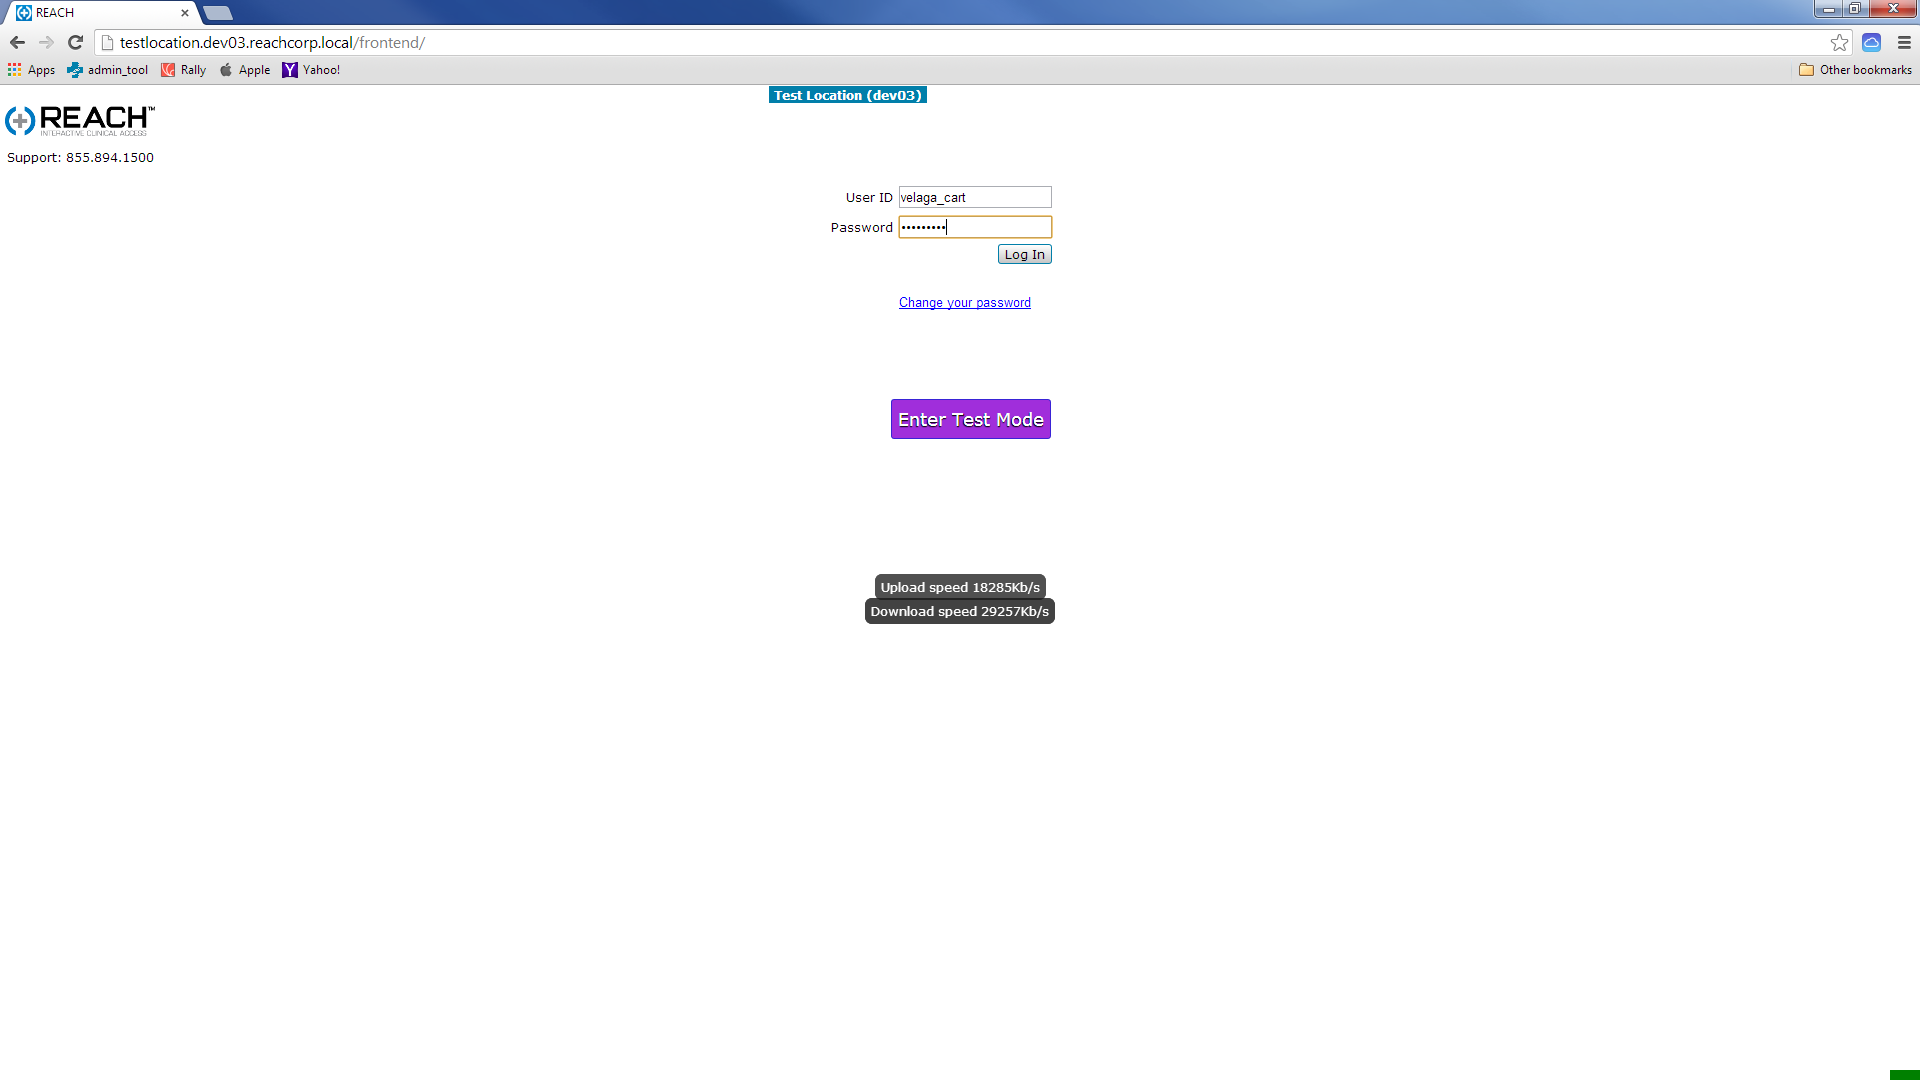 REACH
testlocation.dev03.reachcorp.local/frontend/
Apps admin_tool Rally Apple Yahoo! Other bookmarks
Test Location (dev03)
REACH™
INTERACTIVE CLINICAL ACCESS
Support: 855.894.1500
User ID velaga_cart
Password •••••••••
Log In
Change your password
Enter Test Mode
Upload speed 18285Kb/s
Download speed 29257Kb/s